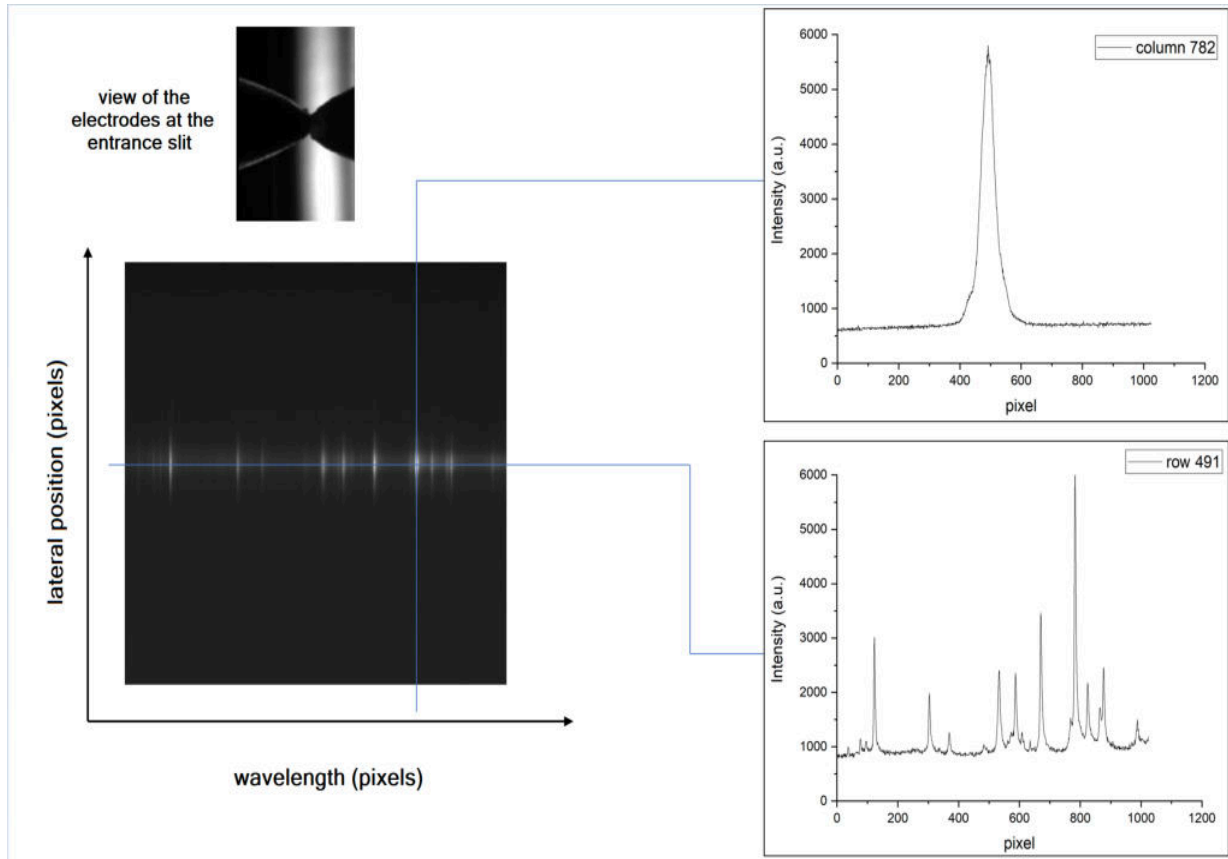 view of the
electrodes at the
entrance slit
lateral position (pixels)
wavelength (pixels)
column 782
Intensity (a.u.)
6000
5000
4000
3000
2000
1000
0
0 200 400 600 800 1000 1200
pixel
row 491
Intensity (a.u.)
6000
5000
4000
3000
2000
1000
0
0 200 400 600 800 1000 1200
pixel